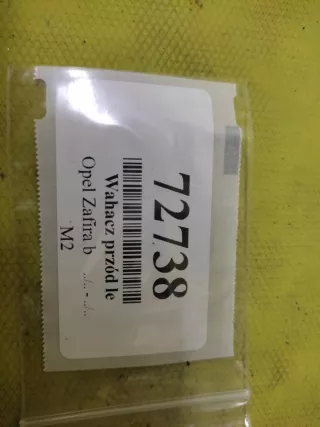 72738
Wahacz przód le
Opel Zafira b ../.. - ../..
M2